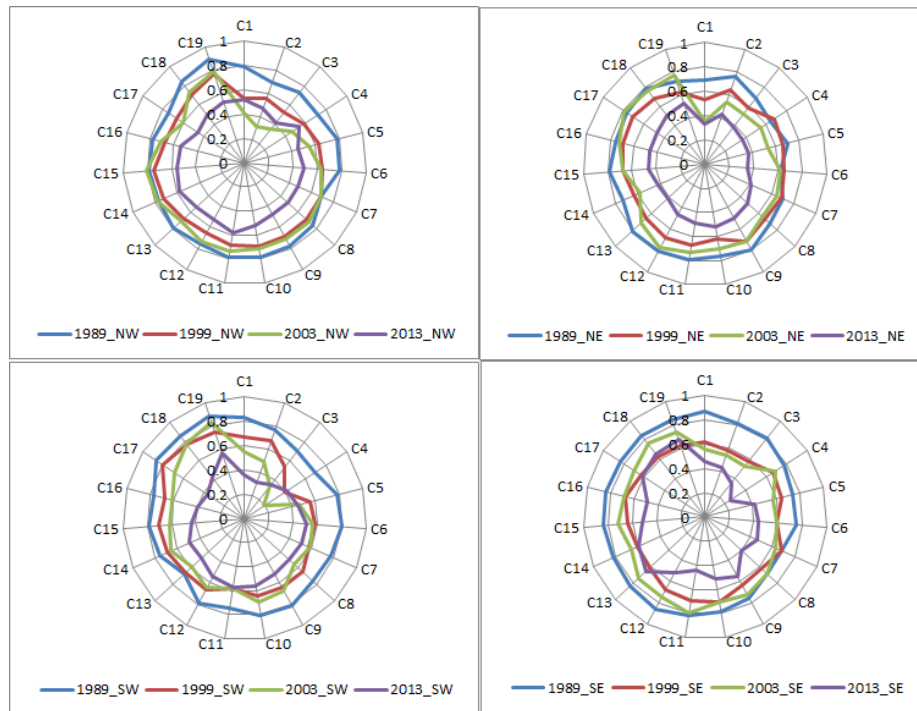 C1
C19 C2
1
C18 C3
0.8
C17 0.6 C4
0.4
C16 C5
0.2
0
C15 C6
C14 C7
C13 C8
C12 C9
C11 C10
1989_NW 1999_NW 2003_NW 2013_NW
C1
C19 C2
1
C18 C3
0.8
C17 0.6 C4
0.4
C16 C5
0.2
0
C15 C6
C14 C7
C13 C8
C12 C9
C11 C10
1989_NE 1999_NE 2003_NE 2013_NE
C1
C19 C2
1
C18 C3
0.8
C17 0.6 C4
0.4
C16 C5
0.2
0
C15 C6
C14 C7
C13 C8
C12 C9
C11 C10
1989_SW 1999_SW 2003_SW 2013_SW
C1
C19 C2
1
C18 C3
0.8
C17 0.6 C4
0.4
C16 C5
0.2
0
C15 C6
C14 C7
C13 C8
C12 C9
C11 C10
1989_SE 1999_SE 2003_SE 2013_SE